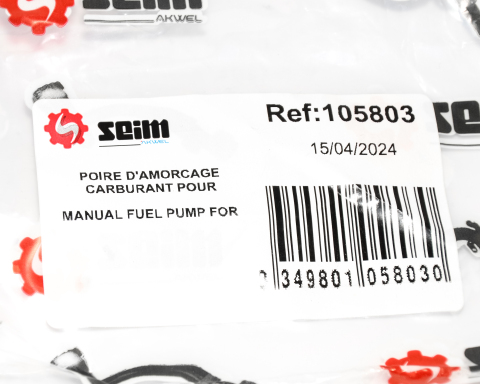 seim
AKWEL
seim
AKWEL
Ref:105803
15/04/2024
POIRE D'AMORCAGE
CARBURANT POUR
MANUAL FUEL PUMP FOR
3 349801 058030